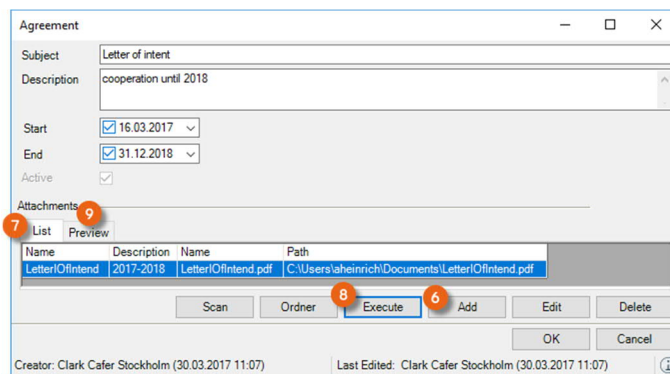 Agreement
Subject Letter of intent
Description cooperation until 2018
Start 16.03.2017
End 31.12.2018
Active
Attachments
7 List 9 Preview
Name Description Name Path
LetterIOfIntend 2017-2018 LetterIOfIntend.pdf C:\Users\aheinrich\Documents\LetterIOfIntend.pdf
Scan Ordner 8 Execute 6 Add Edit Delete
OK Cancel
Creator: Clark Cafer Stockholm (30.03.2017 11:07) Last Edited: Clark Cafer Stockholm (30.03.2017 11:07)